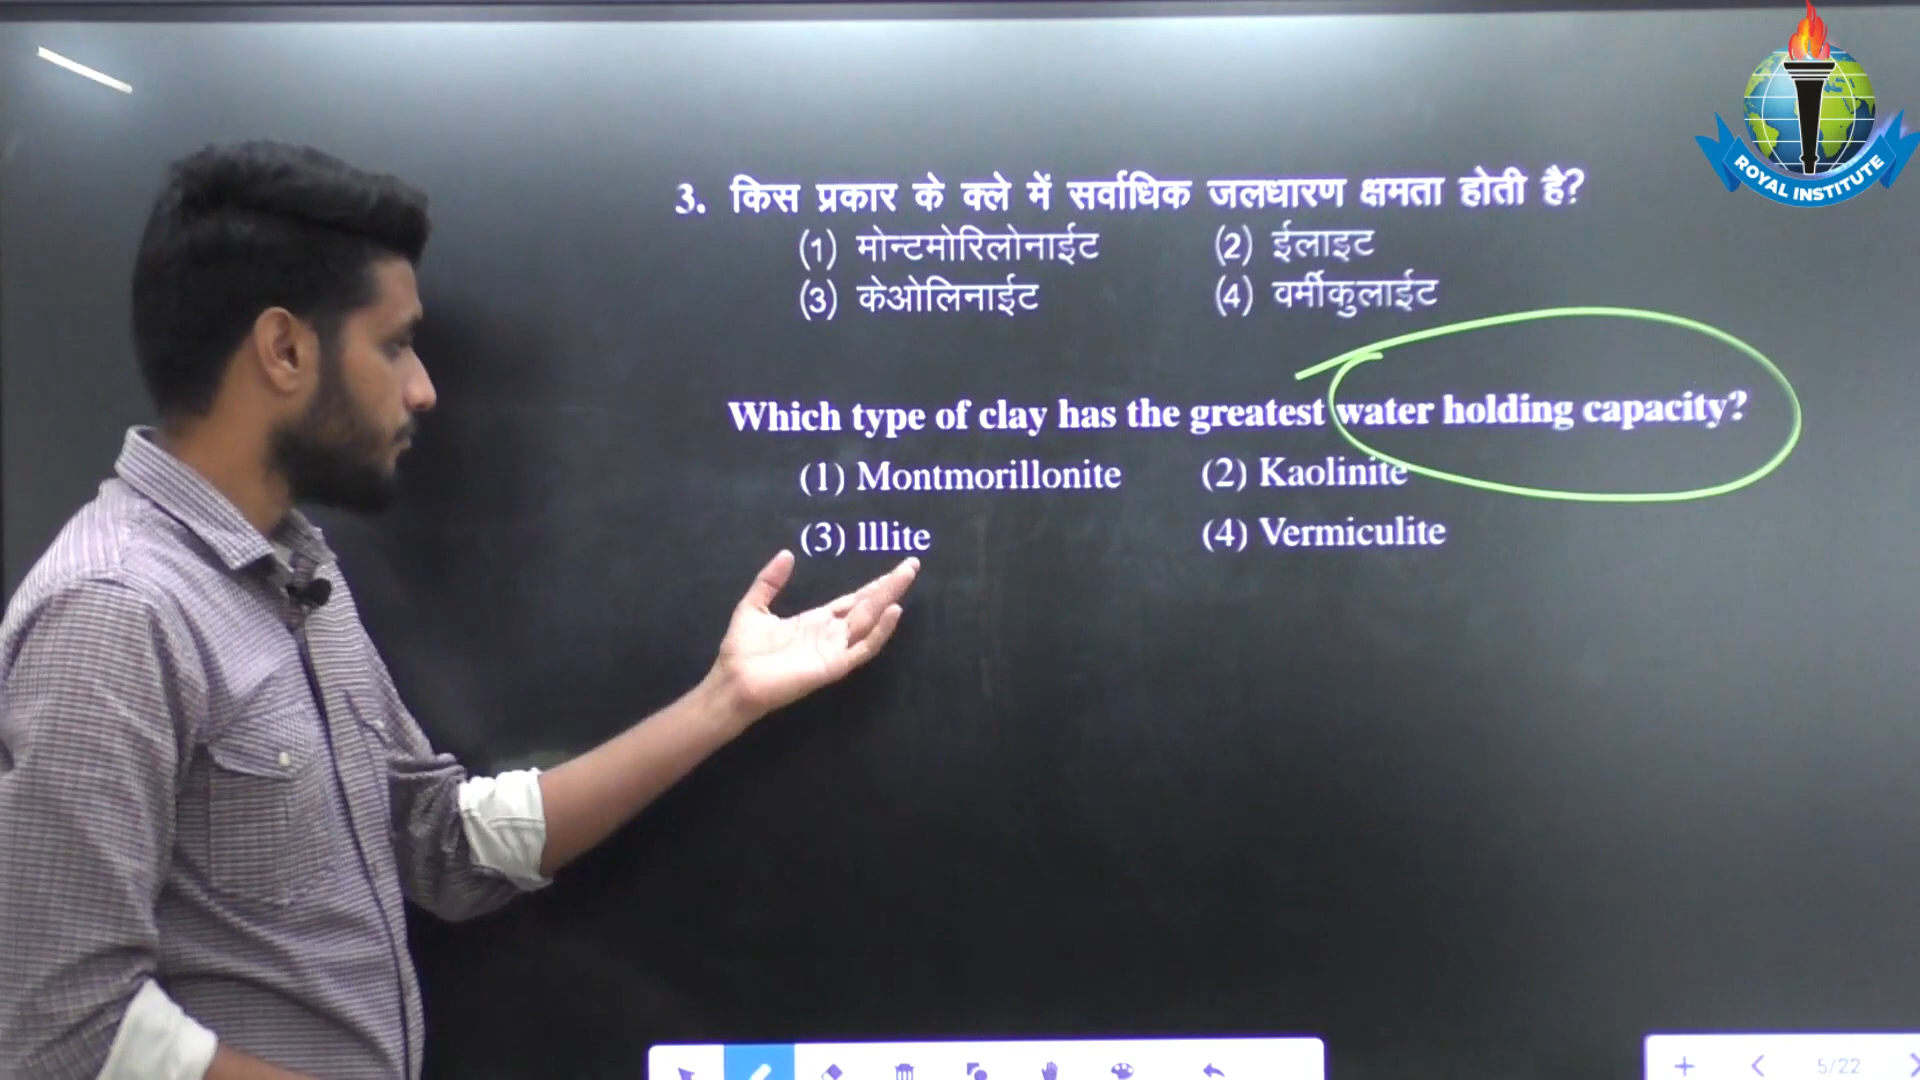 ROYAL INSTITUTE
3. किस प्रकार के क्ले में सर्वाधिक जलधारण क्षमता होती है?
(1) मोन्टमोरिलोनाईट (2) ईलाइट
(3) केओलिनाईट (4) वर्मीकुलाईट
Which type of clay has the greatest water holding capacity?
(1) Montmorillonite (2) Kaolinite
(3) lllite (4) Vermiculite
5/22